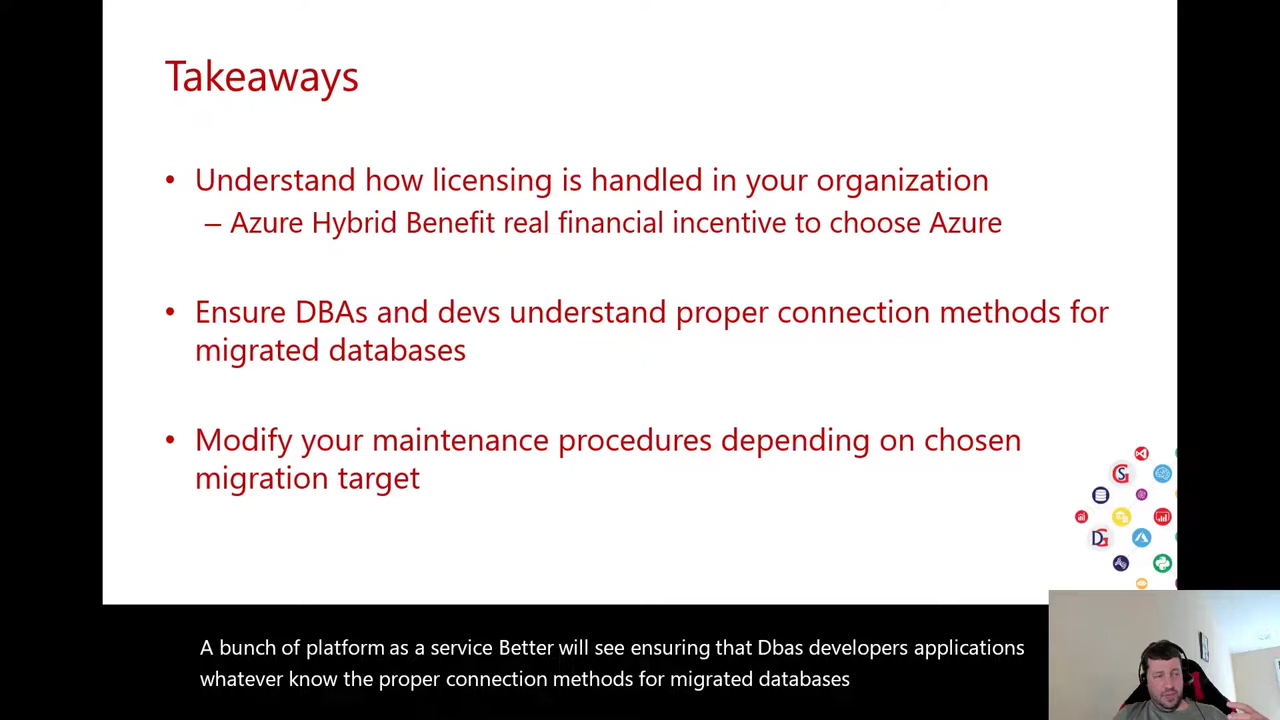 Takeaways
• Understand how licensing is handled in your organization
– Azure Hybrid Benefit real financial incentive to choose Azure
• Ensure DBAs and devs understand proper connection methods for
migrated databases
• Modify your maintenance procedures depending on chosen
migration target
A bunch of platform as a service Better will see ensuring that Dbas developers applications
whatever know the proper connection methods for migrated databases